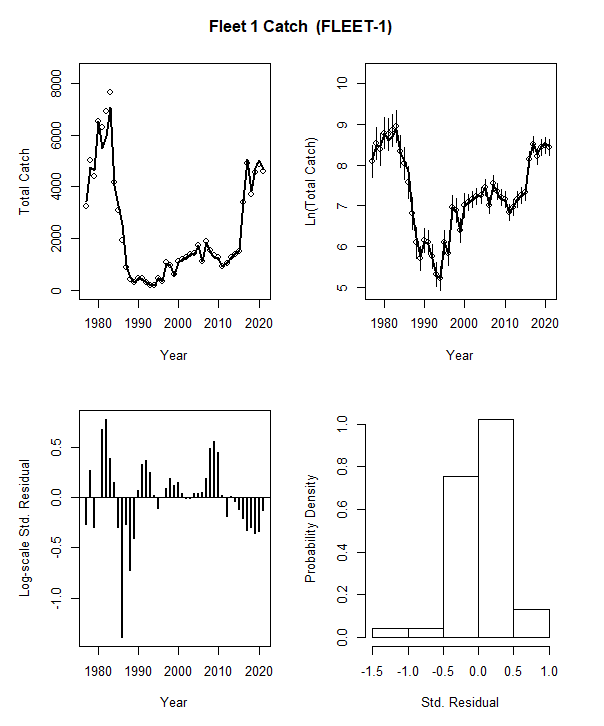 Fleet 1 Catch (FLEET-1)
Total Catch
8000
6000
4000
2000
0
1980 1990 2000 2010 2020
Year
Ln(Total Catch)
10
9
8
7
6
5
1980 1990 2000 2010 2020
Year
Log-scale Std. Residual
0.5
0.0
-0.5
-1.0
1980 1990 2000 2010 2020
Year
Probability Density
1.0
0.8
0.6
0.4
0.2
0.0
-1.5 -1.0 -0.5 0.0 0.5 1.0
Std. Residual